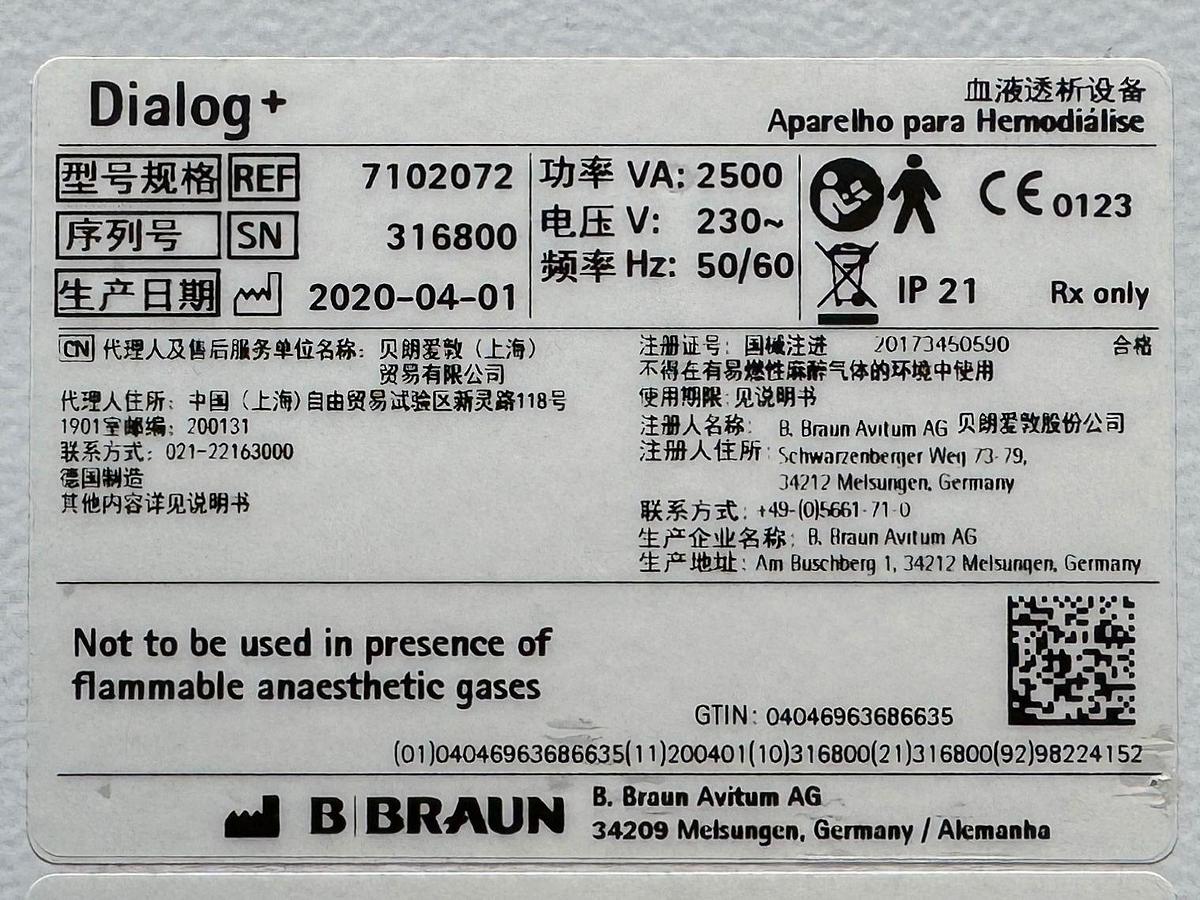 Dialog+
血液透析设备
Aparelho para Hemodiálise
型号规格 REF 7102072
序列号 SN 316800
生产日期 2020-04-01
功率 VA: 2500
电压 V: 230~
频率 Hz: 50/60
CE 0123
IP 21 Rx only
CN 代理人及售后服务单位名称: 贝朗爱敦（上海）
贸易有限公司
代理人住所: 中国（上海)自由贸易试验区新灵路118号
1901室邮编: 200131
联系方式: 021-22163000
德国制造
其他内容详见说明书
注册证号: 国械注进 20173450590 合格
不得在有易燃性麻醉气体的环境中使用
使用期限: 见说明书
注册人名称: B. Braun Avitum AG 贝朗爱敦股份公司
注册人住所: Schwarzenberger Weg 73-79,
34212 Melsungen, Germany
联系方式: +49-(0)5661-71-0
生产企业名称: B. Braun Avitum AG
生产地址: Am Buschberg 1, 34212 Melsungen, Germany
Not to be used in presence of
flammable anaesthetic gases
GTIN: 04046963686635
(01)04046963686635(11)200401(10)316800(21)316800(92)98224152
B|BRAUN
B. Braun Avitum AG
34209 Melsungen, Germany / Alemanha